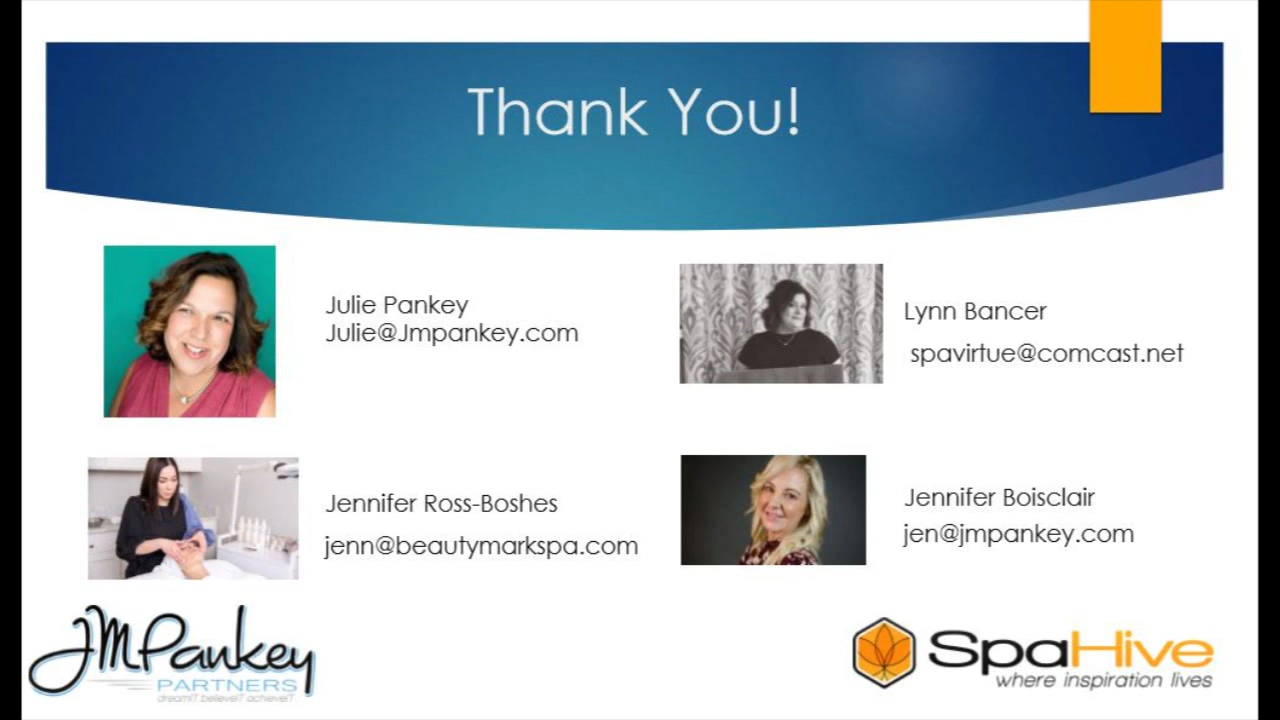 Thank You!
Julie Pankey
Julie@Jmpankey.com
Lynn Bancer
spavirtue@comcast.net
Jennifer Ross-Boshes
jenn@beautymarkspa.com
Jennifer Boisclair
jen@jmpankey.com
JMPankey
PARTNERS
dreamIT believeIT achieveIT
SpaHive
where inspiration lives